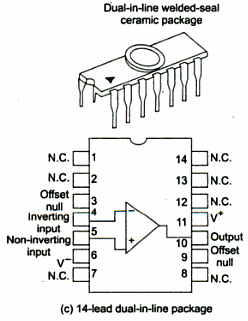 Dual-in-line welded-seal
ceramic package
N.C. 1 14 N.C.
N.C. 2 13 N.C.
Offset
null 3 12 N.C.
Inverting
input 4 11 V+
Non-inverting
input 5 10 Output
V− 6 9 Offset
null
N.C. 7 8 N.C.
− +
(c) 14-lead dual-in-line package